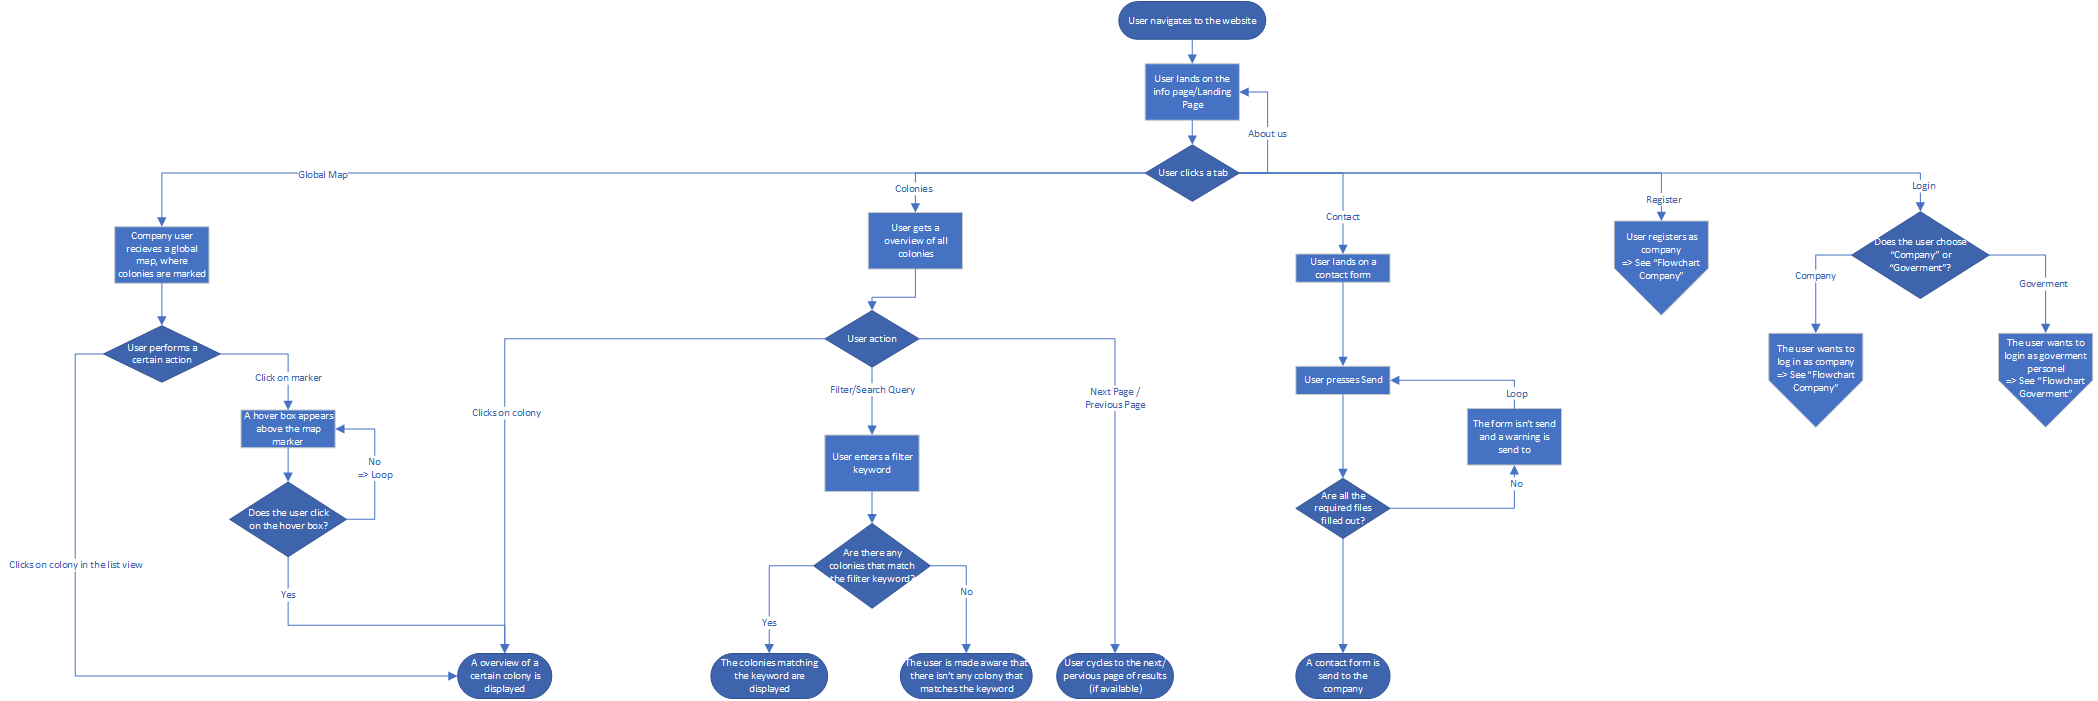 User navigates to the website
User lands on the
info page/Landing
Page
About us
User clicks a tab
Global Map
Colonies
Contact
Register
Login
Company user
recieves a global
map, where
colonies are marked
User gets a
overview of all
colonies
User lands on a
contact form
User registers as
company
=> See “Flowchart
Company”
Does the user choose
“Company” or
“Goverment”?
Company
Goverment
User performs a
certain action
Click on marker
User action
Filter/Search Query
Clicks on colony
Next Page /
Previous Page
User presses Send
Loop
The user wants to
log in as company
=> See “Flowchart
Company”
The user wants to
login as goverment
personel
=> See “Flowchart
Goverment”
A hover box appears
above the map
marker
No
=> Loop
User enters a filter
keyword
The form isn't send
and a warning is
send to
No
Does the user click
on the hover box?
Are all the
required files
filled out?
Clicks on colony in the list view
Yes
Are there any
colonies that match
the filiter keyword?
Yes
No
A overview of a
certain colony is
displayed
The colonies matching
the keyword are
displayed
The user is made aware that
there isn't any colony that
matches the keyword
User cycles to the next/
pervious page of results
(if available)
A contact form is
send to the
company